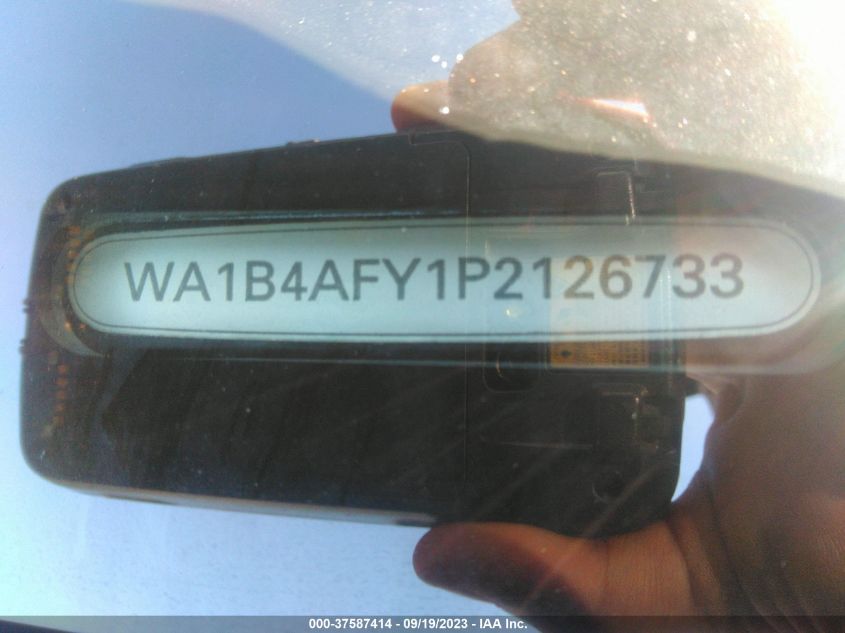 WA1B4AFY1P2126733
000-37587414 - 09/19/2023 - IAA Inc.